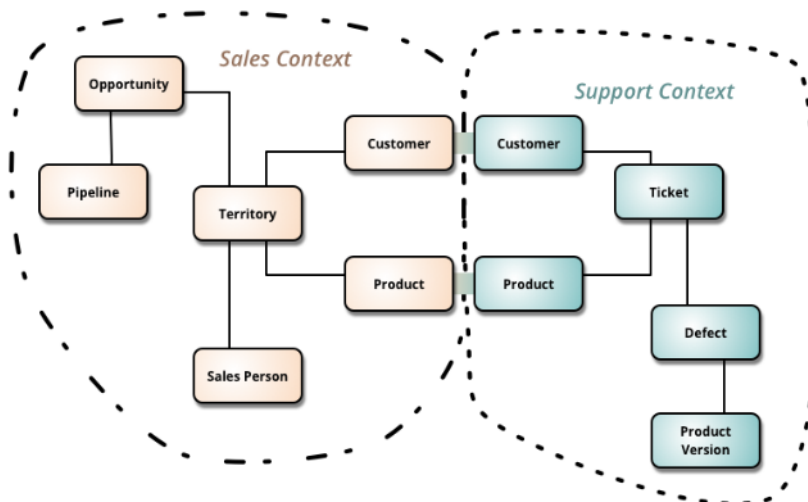 Sales Context
Opportunity
Support Context
Customer
Customer
Pipeline
Ticket
Territory
Product
Product
Defect
Sales Person
Product
Version